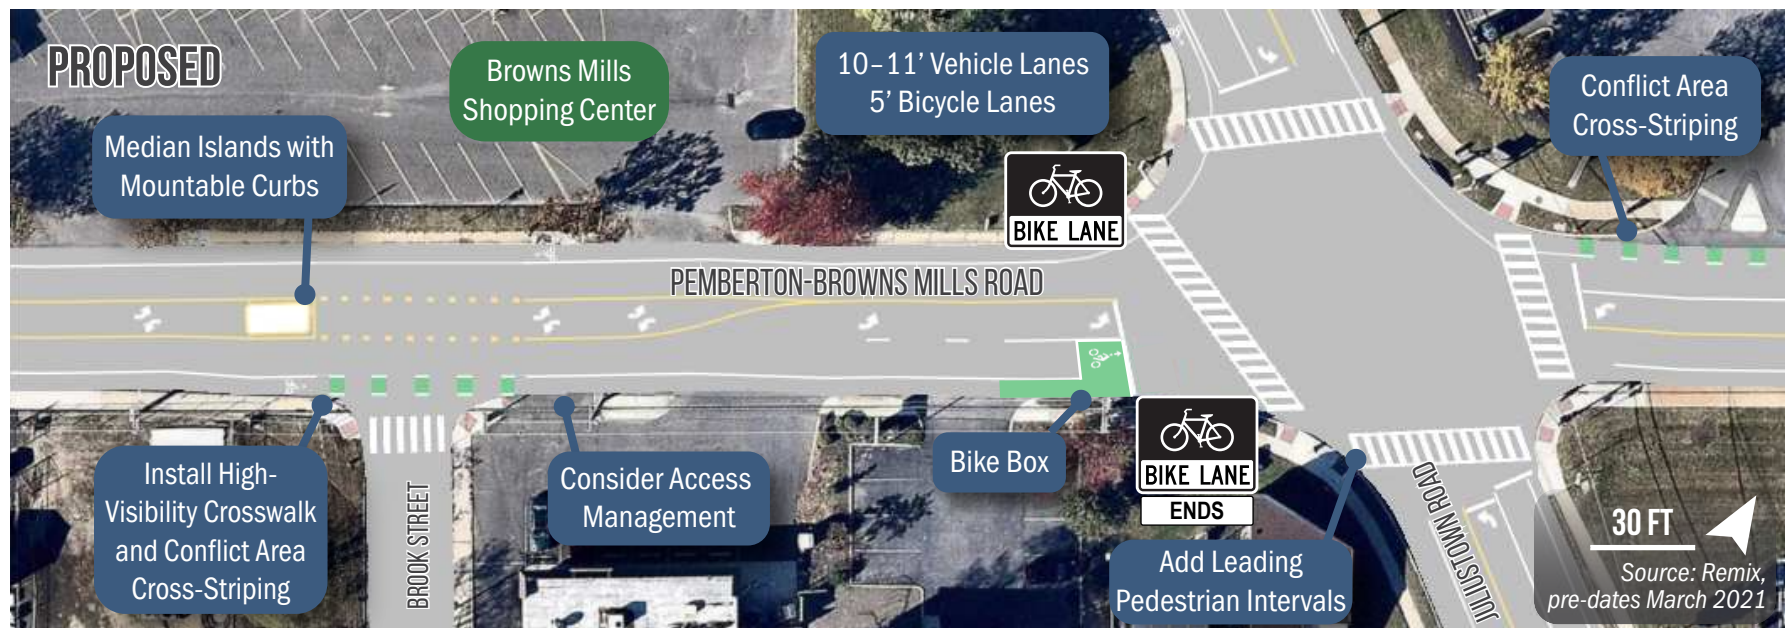 PROPOSED
Browns Mills
Shopping Center
10–11’ Vehicle Lanes
5’ Bicycle Lanes
Conflict Area
Cross-Striping
Median Islands with
Mountable Curbs
BIKE LANE
PEMBERTON-BROWNS MILLS ROAD
Install High-
Visibility Crosswalk
and Conflict Area
Cross-Striping
BROOK STREET
Consider Access
Management
Bike Box
BIKE LANE
ENDS
Add Leading
Pedestrian Intervals
JULIUSTOWN ROAD
30 FT
Source: Remix,
pre-dates March 2021